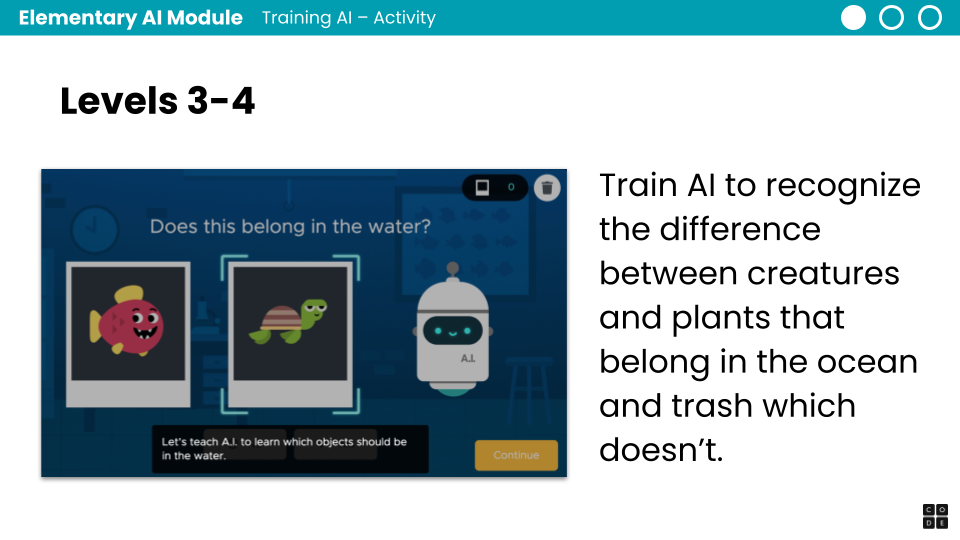 Elementary AI Module Training AI – Activity
Levels 3-4
0
Does this belong in the water?
A.I.
Let's teach A.I. to learn which objects should be
in the water.
Continue
Train AI to recognize
the difference
between creatures
and plants that
belong in the ocean
and trash which
doesn’t.
C O
D E